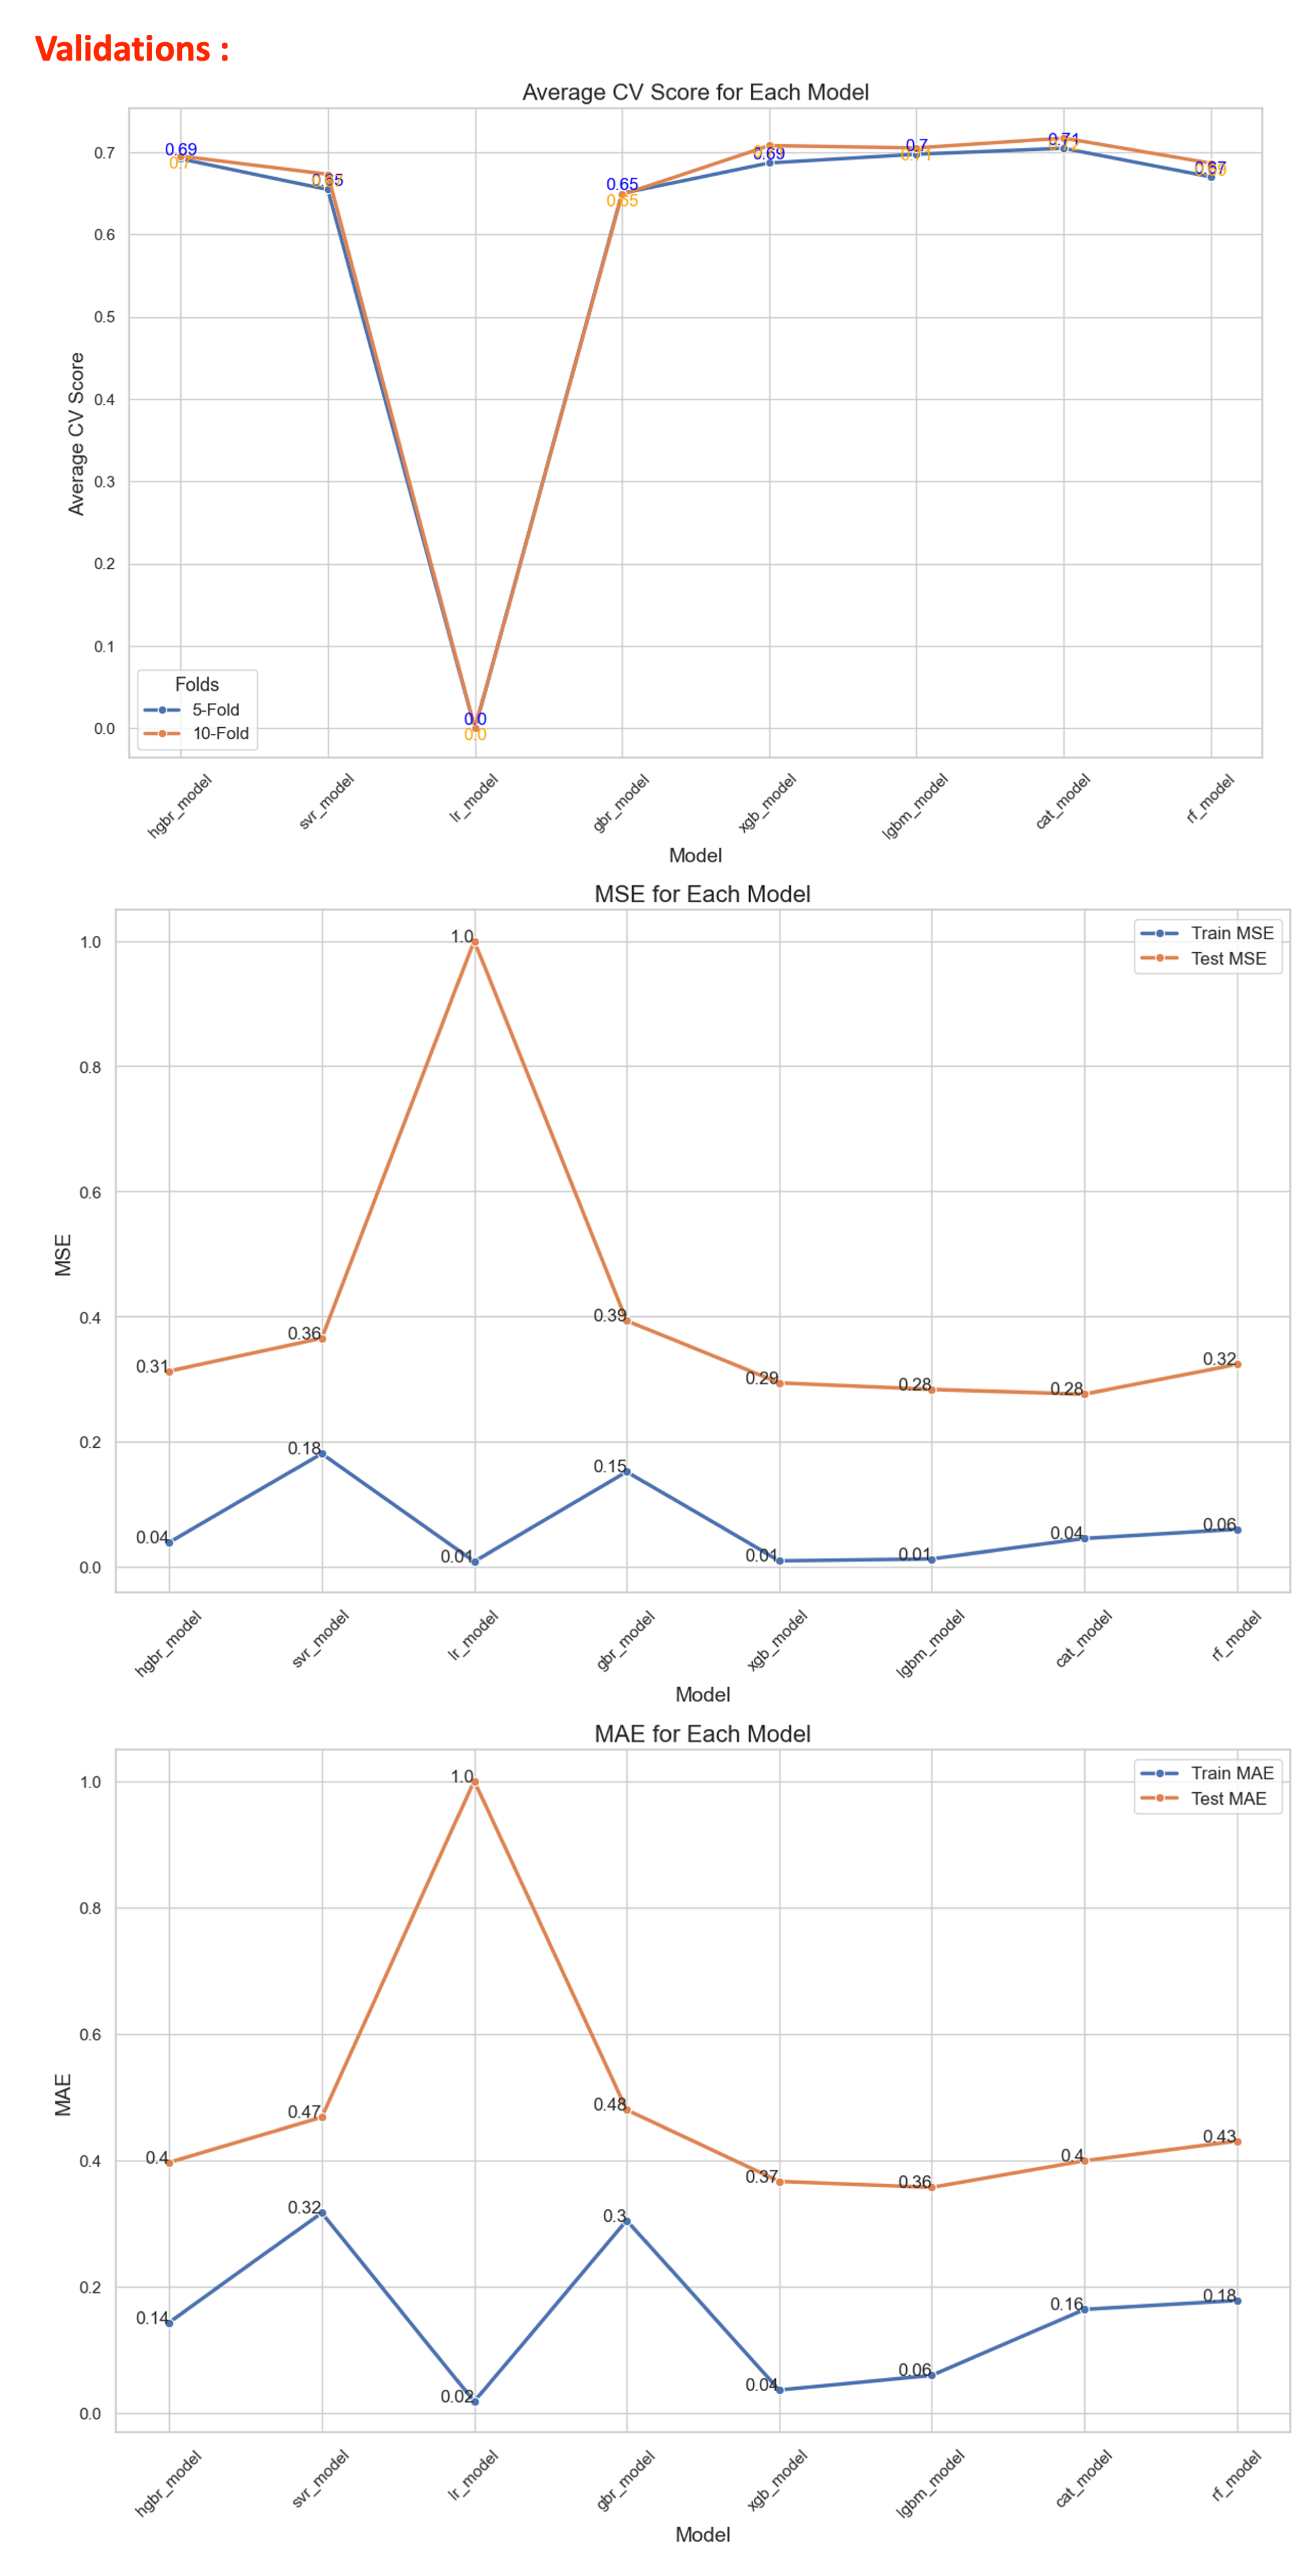 Validations :
Average CV Score for Each Model
Average CV Score
0.7
0.6
0.5
0.4
0.3
0.2
0.1
0.0
0.69
0.7
0.65
0.0
0.0
0.65
0.65
0.69
0.7
0.71
0.71
0.67
Folds
5-Fold
10-Fold
hgbr_model
svr_model
lr_model
gbr_model
xgb_model
lgbm_model
cat_model
rf_model
Model
MSE for Each Model
MSE
Train MSE
Test MSE
1.0
0.8
0.6
0.4
0.2
0.0
0.31
0.36
1.0
0.39
0.29
0.28
0.28
0.32
0.04
0.18
0.01
0.15
0.01
0.01
0.04
0.06
hgbr_model
svr_model
lr_model
gbr_model
xgb_model
lgbm_model
cat_model
rf_model
Model
MAE for Each Model
MAE
Train MAE
Test MAE
1.0
0.8
0.6
0.4
0.2
0.0
0.4
0.47
1.0
0.48
0.37
0.36
0.4
0.43
0.14
0.32
0.02
0.3
0.04
0.06
0.16
0.18
hgbr_model
svr_model
lr_model
gbr_model
xgb_model
lgbm_model
cat_model
rf_model
Model